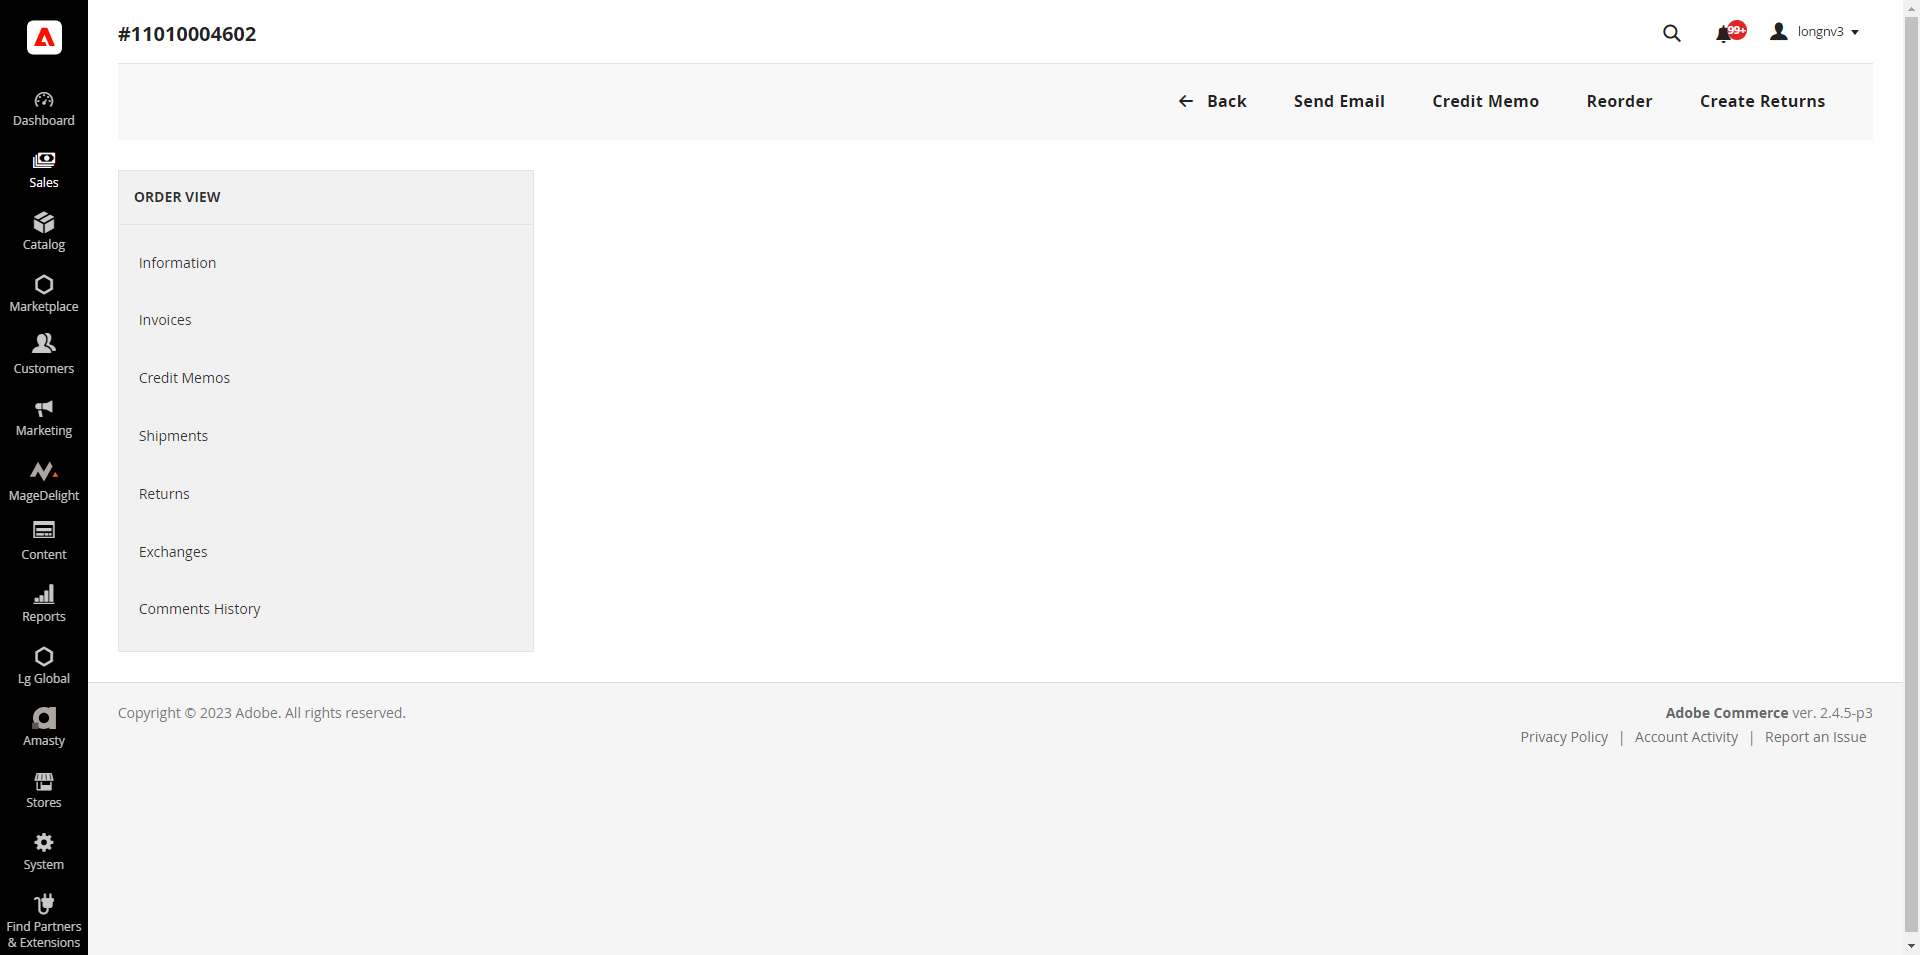 #11010004602
99+
longnv3
Back
Send Email
Credit Memo
Reorder
Create Returns
Dashboard
Sales
Catalog
Marketplace
Customers
Marketing
MageDelight
Content
Reports
Lg Global
Amasty
Stores
System
Find Partners
& Extensions
ORDER VIEW
Information
Invoices
Credit Memos
Shipments
Returns
Exchanges
Comments History
Copyright © 2023 Adobe. All rights reserved.
Adobe Commerce ver. 2.4.5-p3
Privacy Policy | Account Activity | Report an Issue